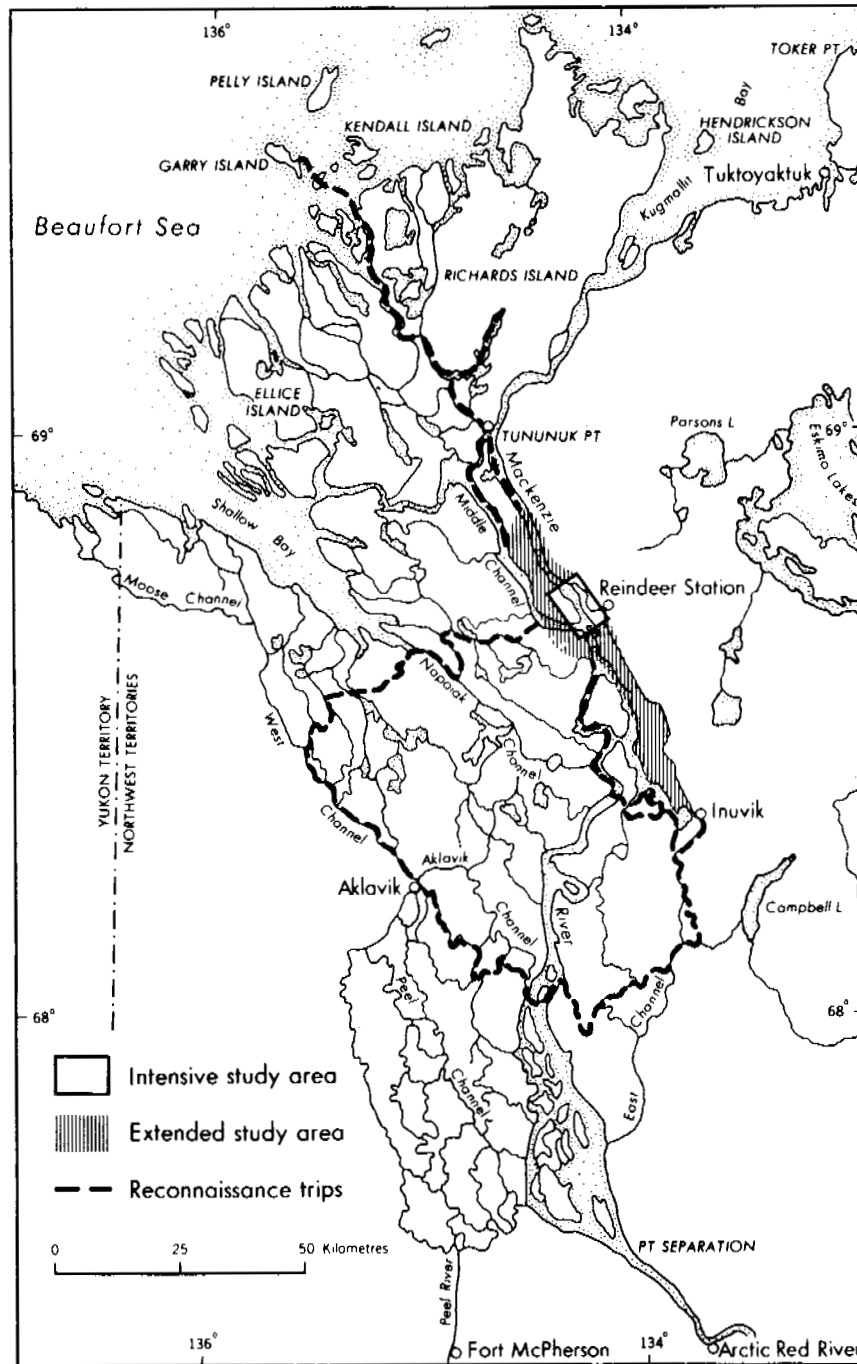 136°
134°
TOKER PT
PELLY ISLAND
Bay
HENDRICKSON
ISLAND
KENDALL ISLAND
GARRY ISLAND
Tuktoyaktuk
Kugmallit
Beaufort Sea
RICHARDS ISLAND
ELLICE
ISLAND
69°
TUNUNUK PT
Parsons L
69°
Eskimo Lakes
Mackenzie
Middle
Channel
Shallow
Bay
Moose Channel
Reindeer Station
Napoiak
Channel
West
Channel
YUKON TERRITORY
NORTHWEST TERRITORIES
Inuvik
Aklavik
Aklavik
Channel
River
Campbell L
Peel
Channel
Channel
East
68°
68°
Intensive study area
Extended study area
Reconnaissance trips
0 25 50 Kilometres
PT SEPARATION
Peel River
136°
134°
Fort McPherson
Arctic Red River